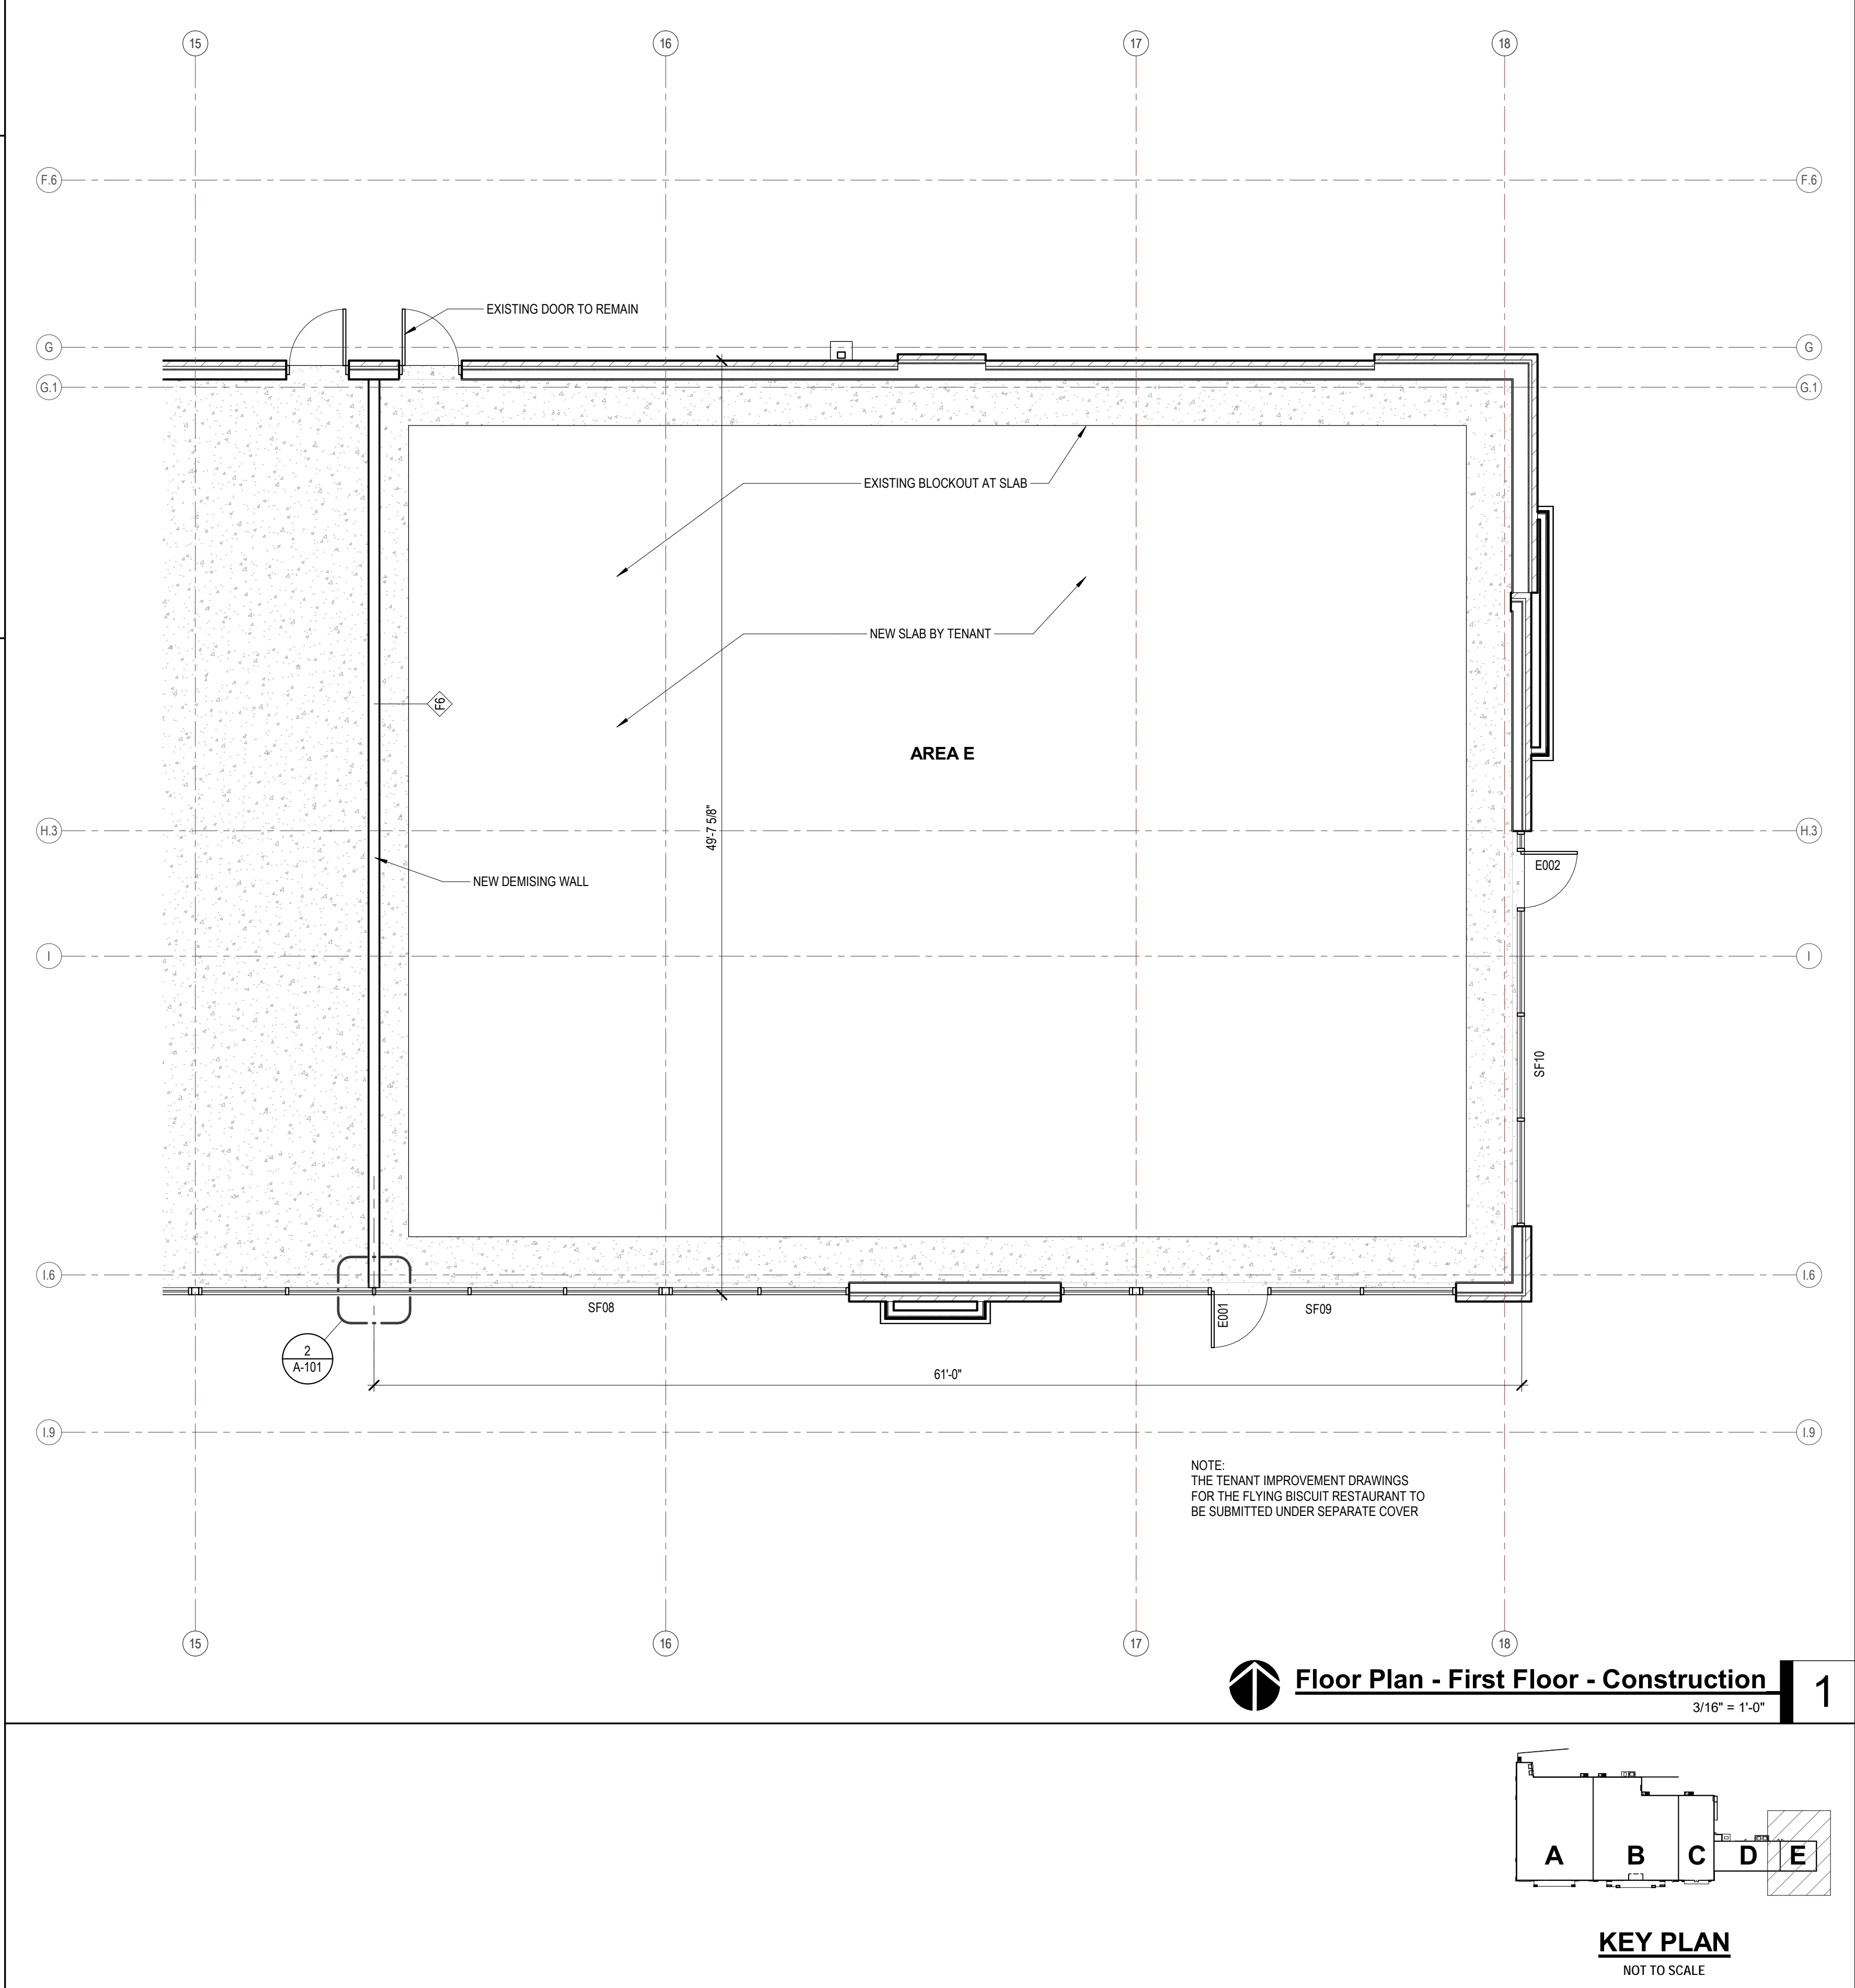 15
16
17
18
F.6
F.6
EXISTING DOOR TO REMAIN
G
G
G.1
G.1
EXISTING BLOCKOUT AT SLAB
NEW SLAB BY TENANT
F6
AREA E
49'-7 5/8"
H.3
H.3
E002
NEW DEMISING WALL
I
I
SF10
I.6
I.6
SF08
E001
SF09
2
A-101
61'-0"
I.9
I.9
NOTE:
THE TENANT IMPROVEMENT DRAWINGS
FOR THE FLYING BISCUIT RESTAURANT TO
BE SUBMITTED UNDER SEPARATE COVER
15
16
17
18
Floor Plan - First Floor - Construction
1
3/16" = 1'-0"
A
B
C
D
E
KEY PLAN
NOT TO SCALE